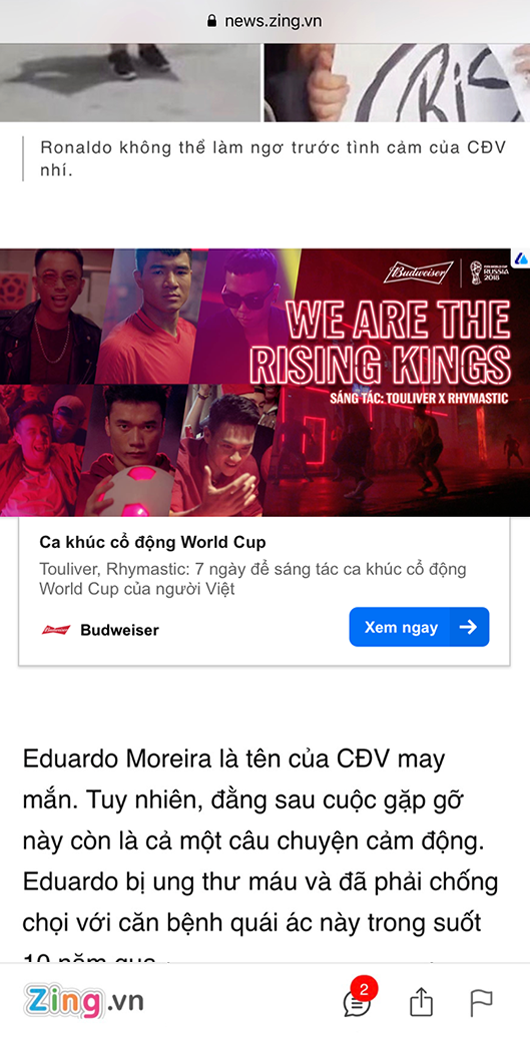 news.zing.vn
CRIS
Ronaldo không thể làm ngơ trước tình cảm của CĐV
nhí.
Budweiser
RUSSIA
2018
WE ARE THE
RISING KINGS
SÁNG TÁC: TOULIVER X RHYMASTIC
Ca khúc cổ động World Cup
Touliver, Rhymastic: 7 ngày để sáng tác ca khúc cổ động
World Cup của người Việt
Budweiser
Xem ngay
Eduardo Moreira là tên của CĐV may
mắn. Tuy nhiên, đằng sau cuộc gặp gỡ
này còn là cả một câu chuyện cảm động.
Eduardo bị ung thư máu và đã phải chống
chọi với căn bệnh quái ác này trong suốt
10 năm qua.
Zing.vn
2